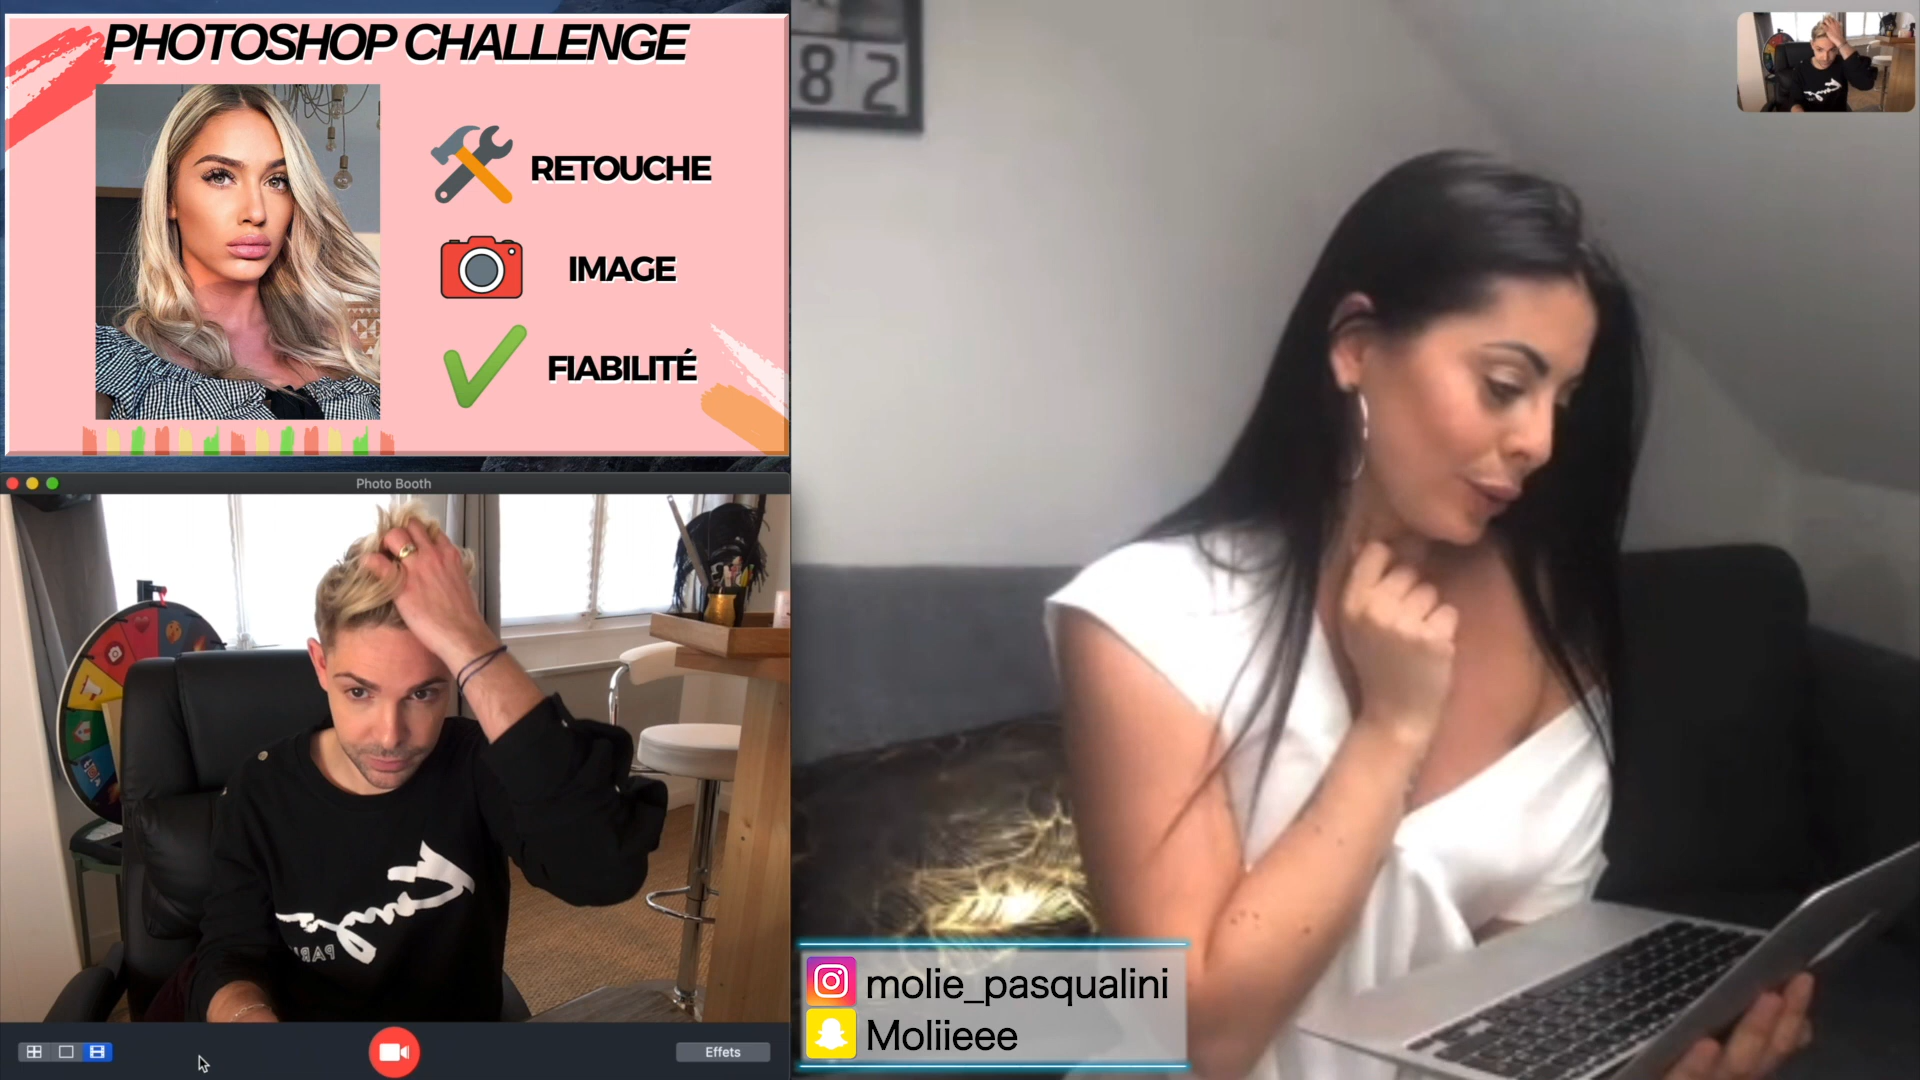 PHOTOSHOP CHALLENGE
RETOUCHE
IMAGE
FIABILITÉ
82
Photo Booth
Effets
molie_pasqualini
Moliieee